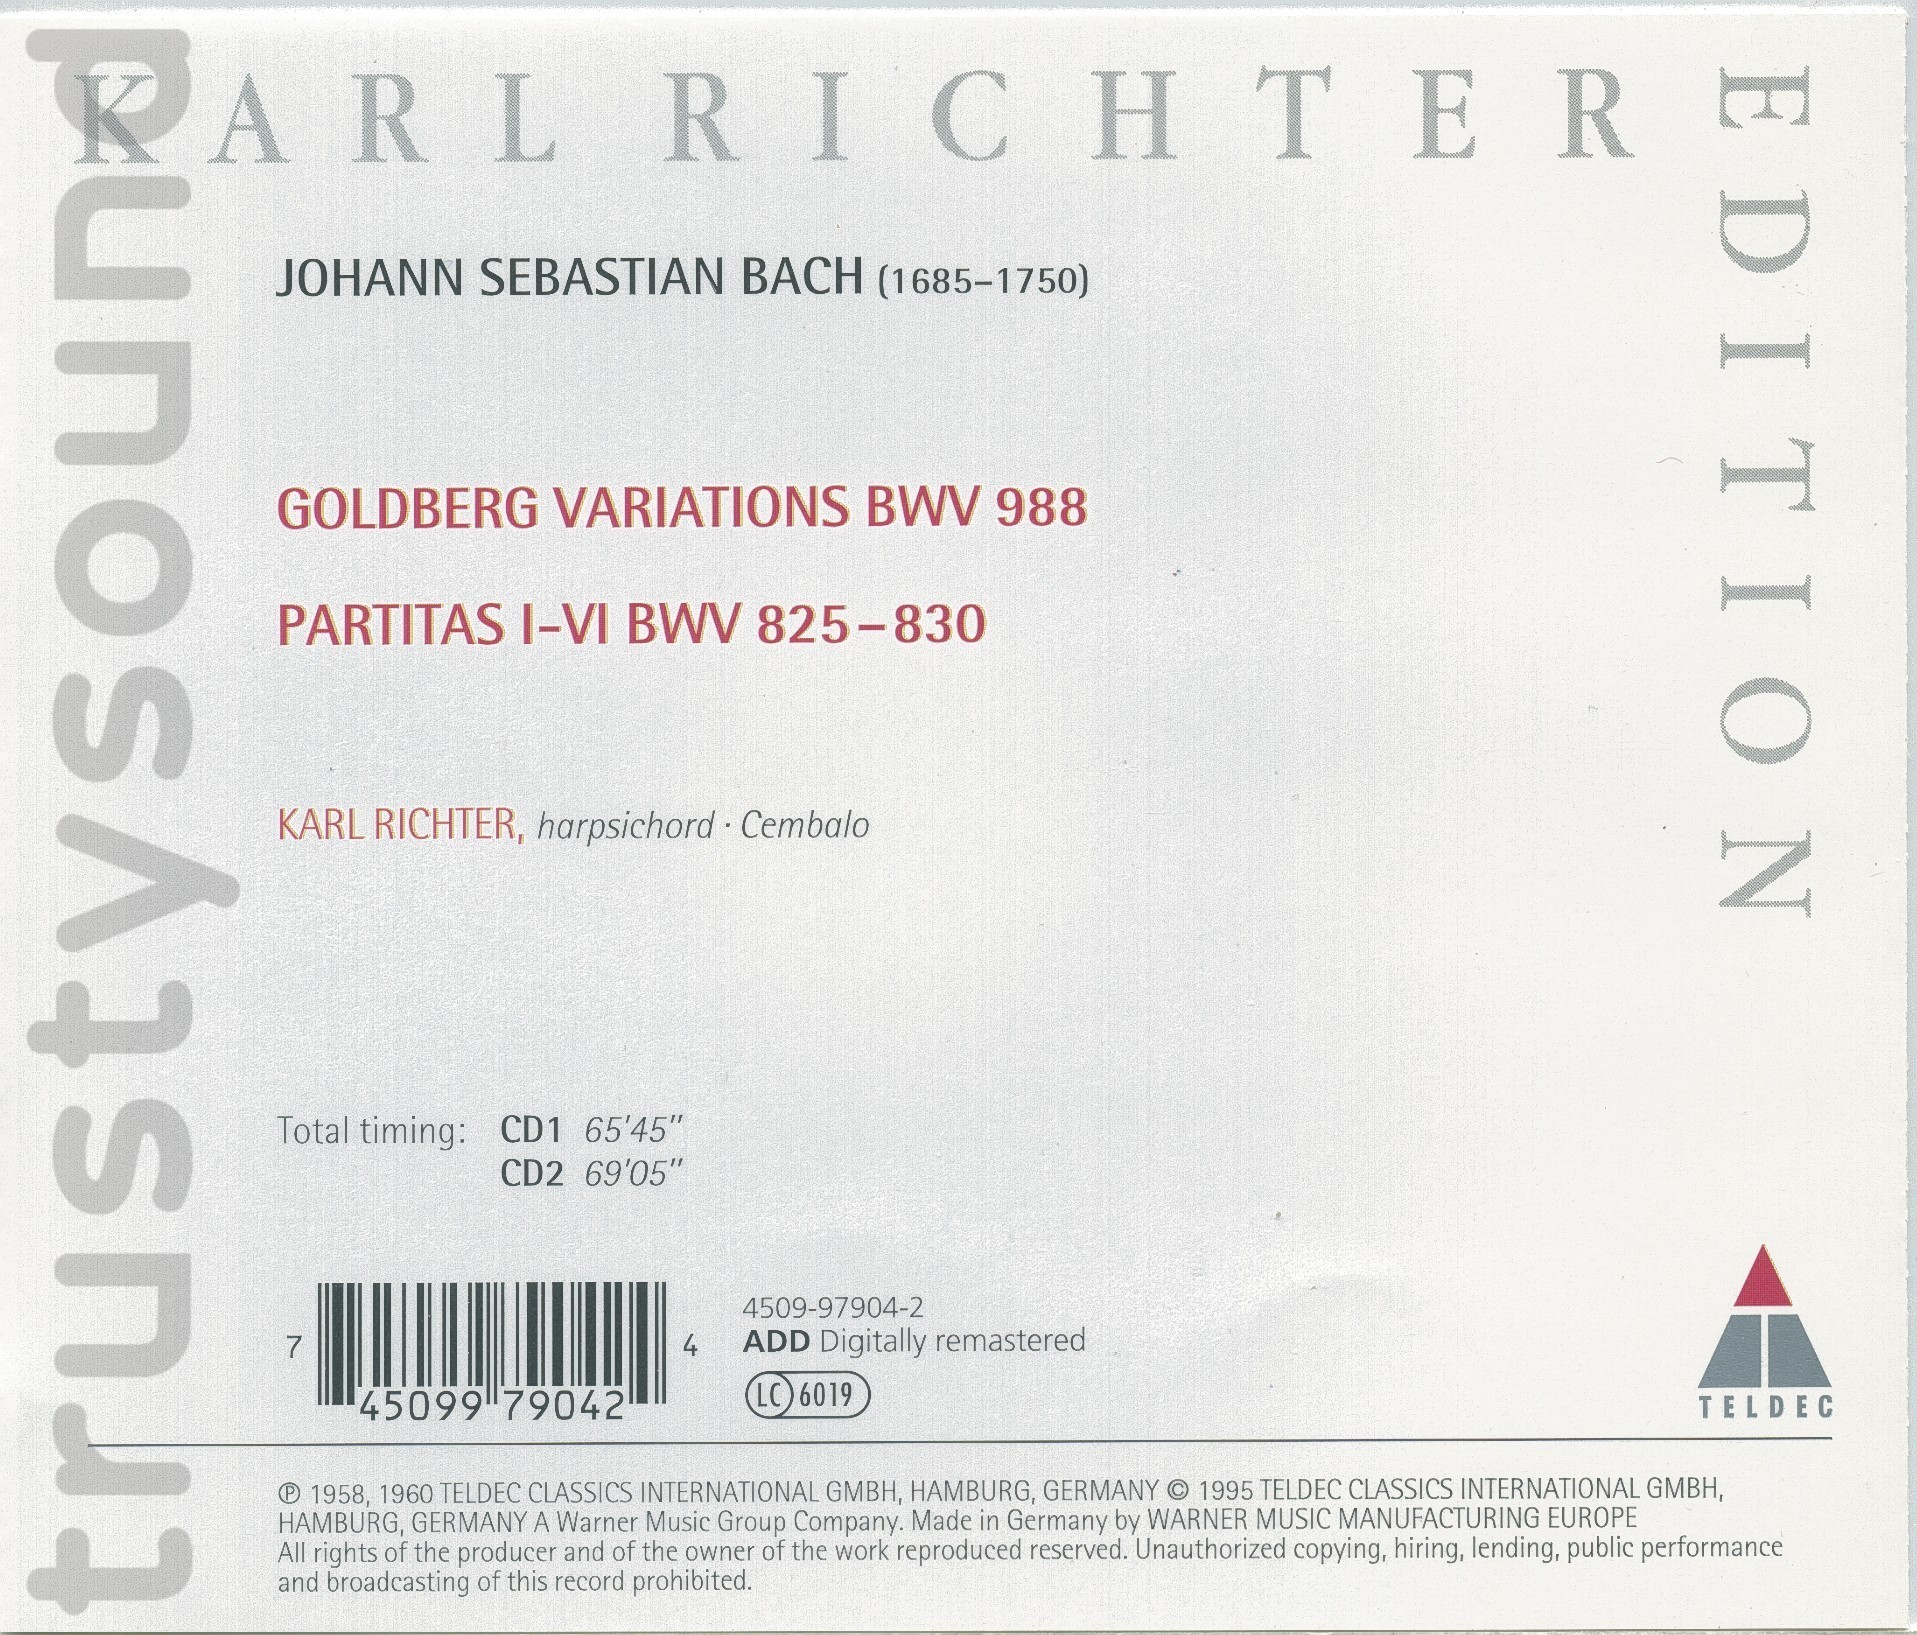 KARL RICHTER
EDITION
JOHANN SEBASTIAN BACH (1685–1750)
GOLDBERG VARIATIONS BWV 988
PARTITAS I–VI BWV 825–830
KARL RICHTER, harpsichord · Cembalo
Total timing: CD1 65'45"
CD2 69'05"
7 45099 79042 4
4509-97904-2
ADD Digitally remastered
LC 6019
TELDEC
℗ 1958, 1960 TELDEC CLASSICS INTERNATIONAL GMBH, HAMBURG, GERMANY © 1995 TELDEC CLASSICS INTERNATIONAL GMBH,
HAMBURG, GERMANY A Warner Music Group Company. Made in Germany by WARNER MUSIC MANUFACTURING EUROPE
All rights of the producer and of the owner of the work reproduced reserved. Unauthorized copying, hiring, lending, public performance
and broadcasting of this record prohibited.
trustysound